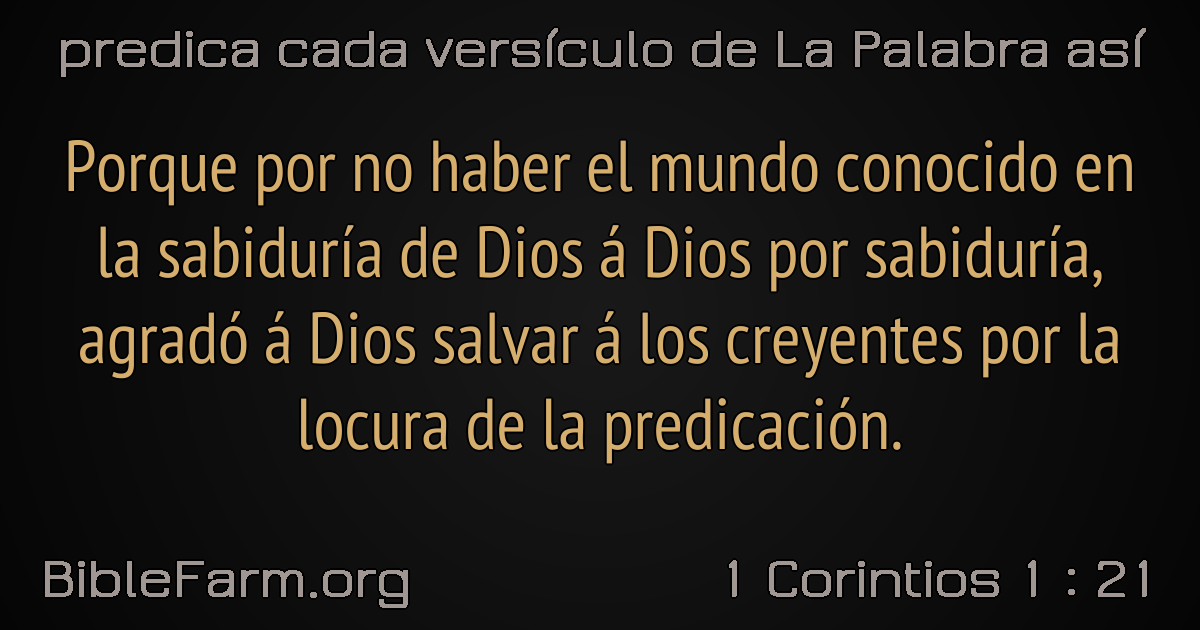 predica cada versículo de La Palabra así
Porque por no haber el mundo conocido en
la sabiduría de Dios á Dios por sabiduría,
agradó á Dios salvar á los creyentes por la
locura de la predicación.
BibleFarm.org
1 Corintios 1 : 21